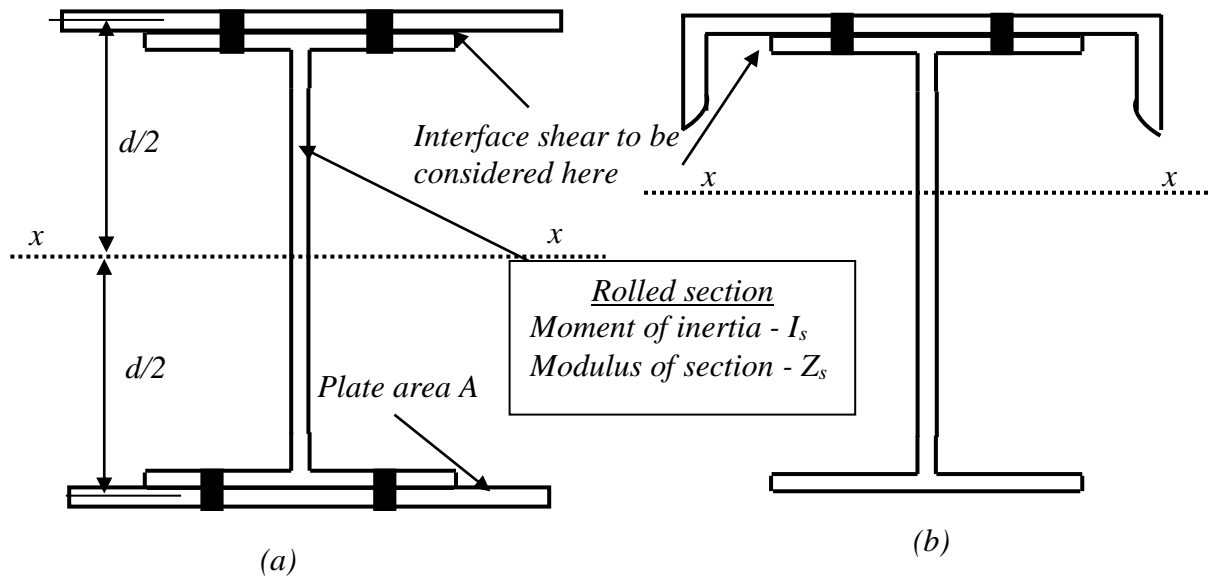 d/2
Interface shear to be
considered here
x
x
x
x
d/2
Rolled section
Moment of inertia - Is
Modulus of section - Zs
Plate area A
(a)
(b)